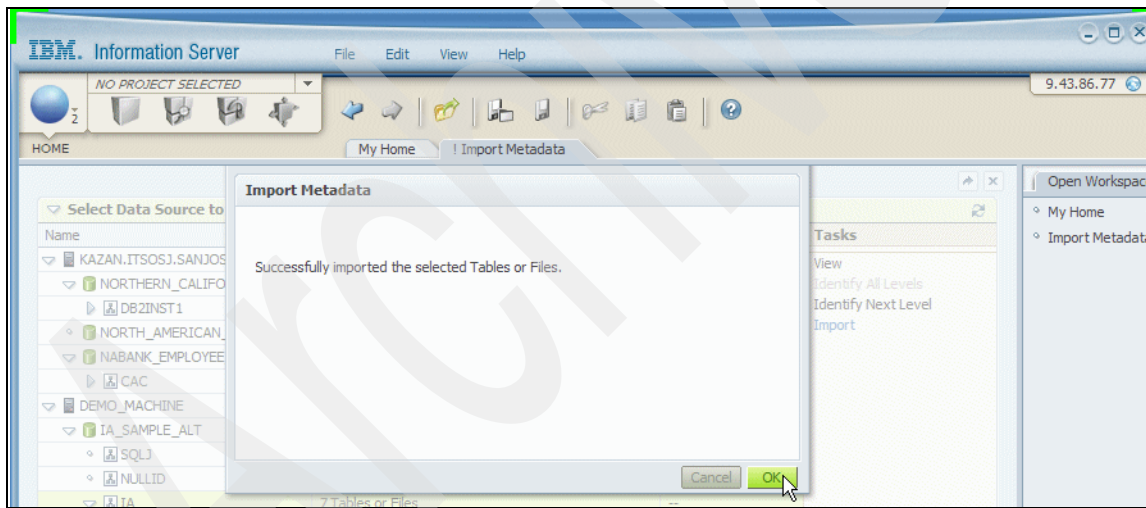 IBM. Information Server File Edit View Help
NO PROJECT SELECTED
9.43.86.77
2
HOME
My Home ! Import Metadata
Import Metadata
Open Workspac
Select Data Source to
My Home
Name
Tasks
Import Metadata
KAZAN.ITSOSJ.SANJOS
Successfully imported the selected Tables or Files.
View
NORTHERN_CALIFO
Identify All Levels
DB2INST1
Identify Next Level
NORTH_AMERICAN_
Import
NABANK_EMPLOYEE
CAC
DEMO_MACHINE
IA_SAMPLE_ALT
SQLJ
NULLID
Cancel OK
IA 7 Tables or Files --